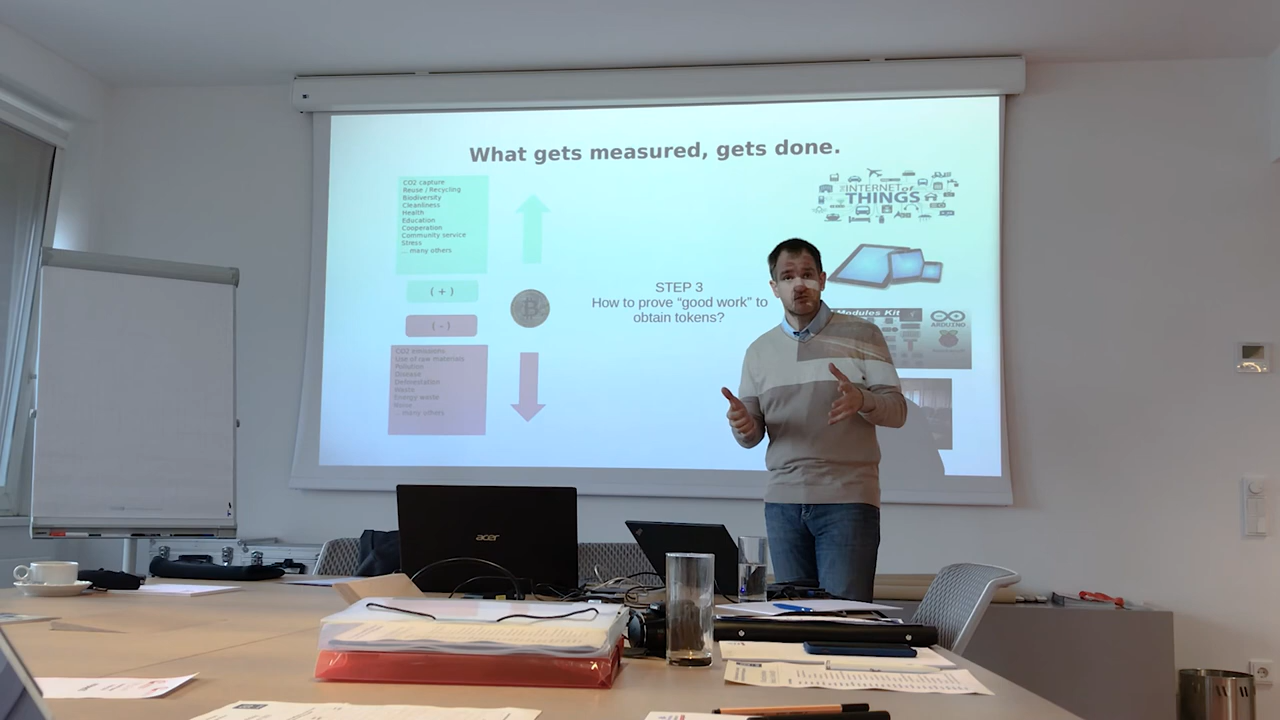 What gets measured, gets done.
CO2 capture
Reuse / Recycling
Biodiversity
Cleanliness
Health
Education
Cooperation
Community service
Stress
... many others
( + )
( - )
CO2 emissions
Use of raw materials
Pollution
Disease
Deforestation
Waste
Energy waste
Noise
... many others
STEP 3
How to prove “good work” to
obtain tokens?
INTERNET of
THINGS
Modules Kit
ARDUINO
acer